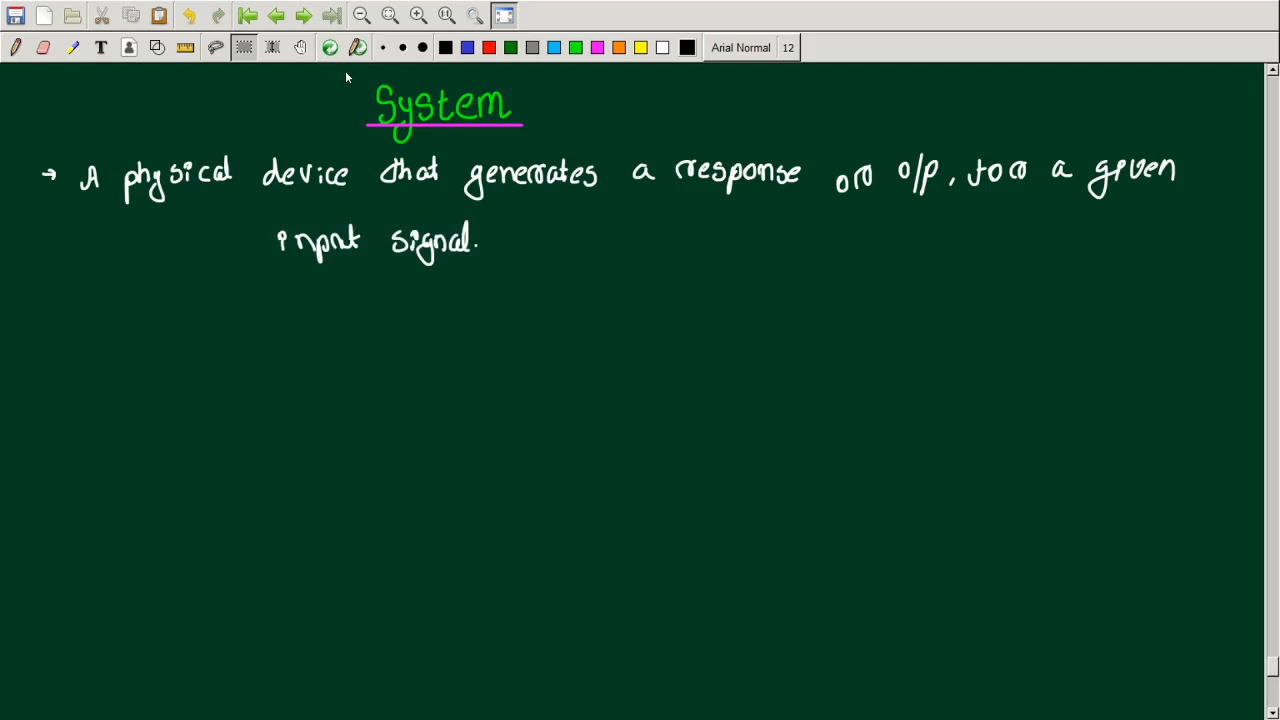 Arial Normal 12
System
→ A physical device that generates a response or o/p, for a given
input signal.